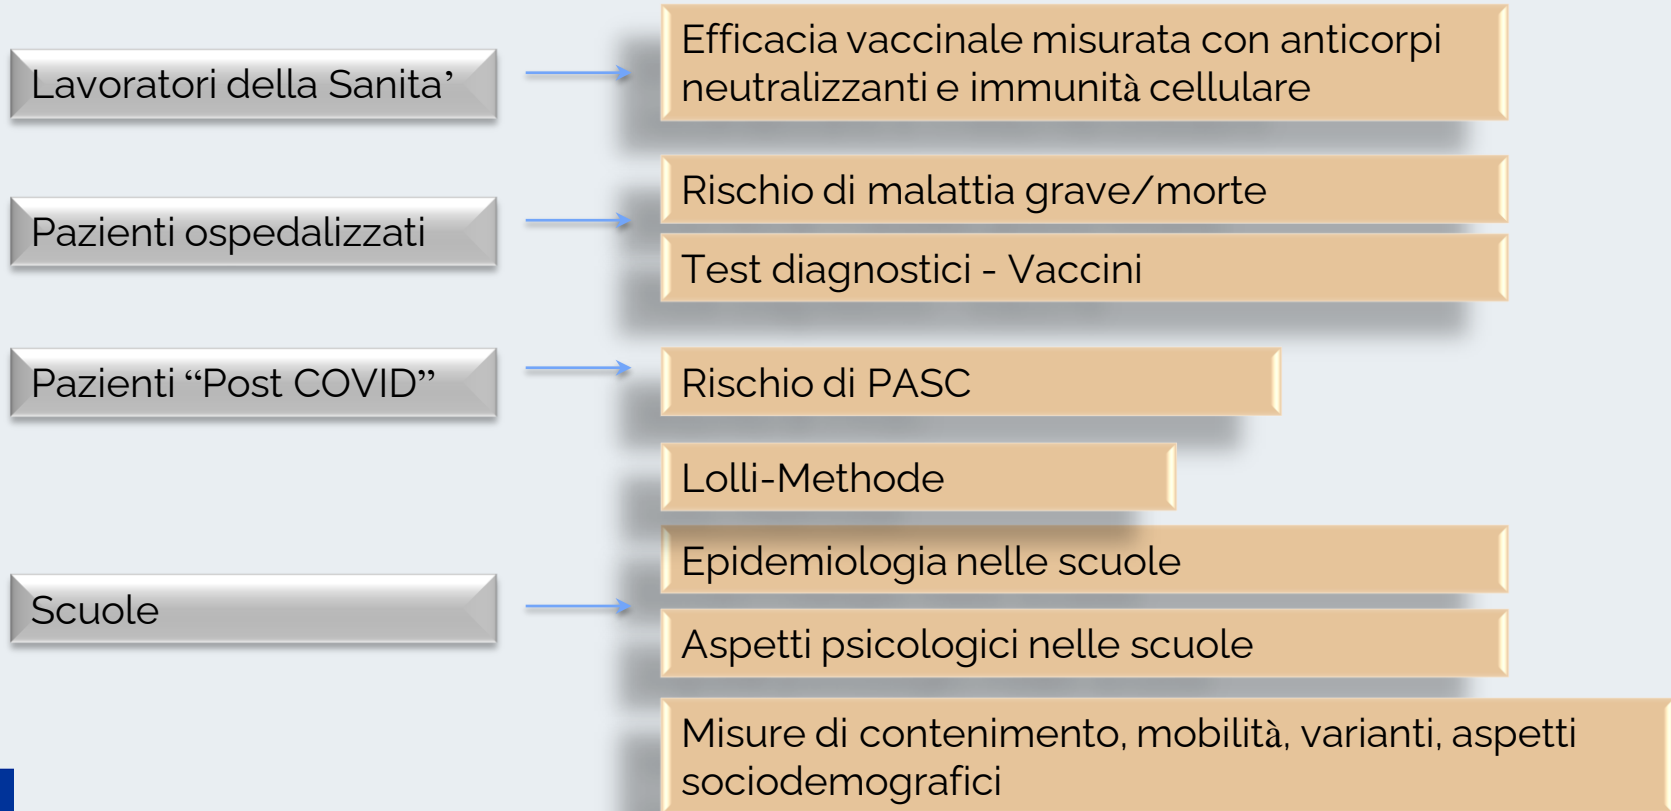 Lavoratori della Sanita’
Efficacia vaccinale misurata con anticorpi
neutralizzanti e immunità cellulare
Pazienti ospedalizzati
Rischio di malattia grave/morte
Test diagnostici - Vaccini
Pazienti “Post COVID”
Rischio di PASC
Scuole
Lolli-Methode
Epidemiologia nelle scuole
Aspetti psicologici nelle scuole
Misure di contenimento, mobilità, varianti, aspetti
sociodemografici